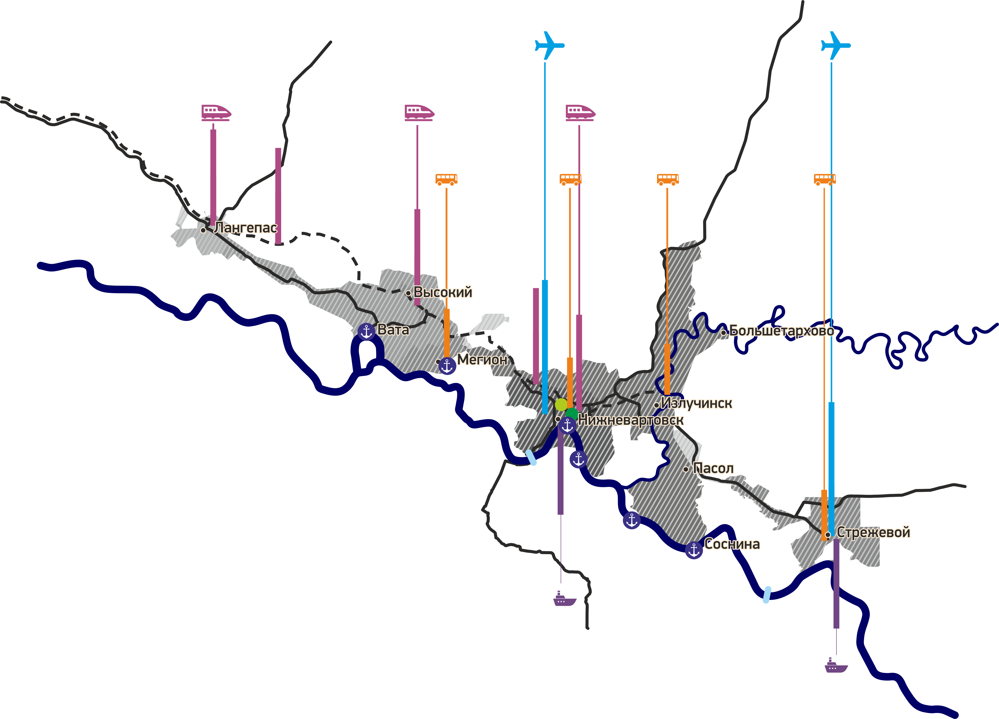 Лангепас
Высокий
Вата
Большетархово
Мегион
Излучинск
Нижневартовск
Пасол
Стрежевой
Соснина